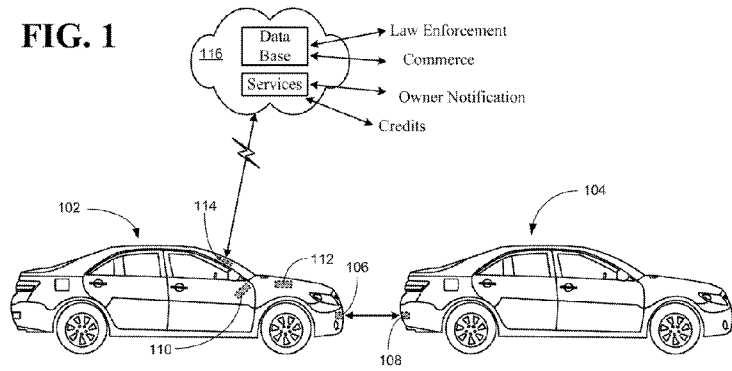 FIG. 1
116
Data
Base
Services
Law Enforcement
Commerce
Owner Notification
Credits
102
114
112
106
104
110
108